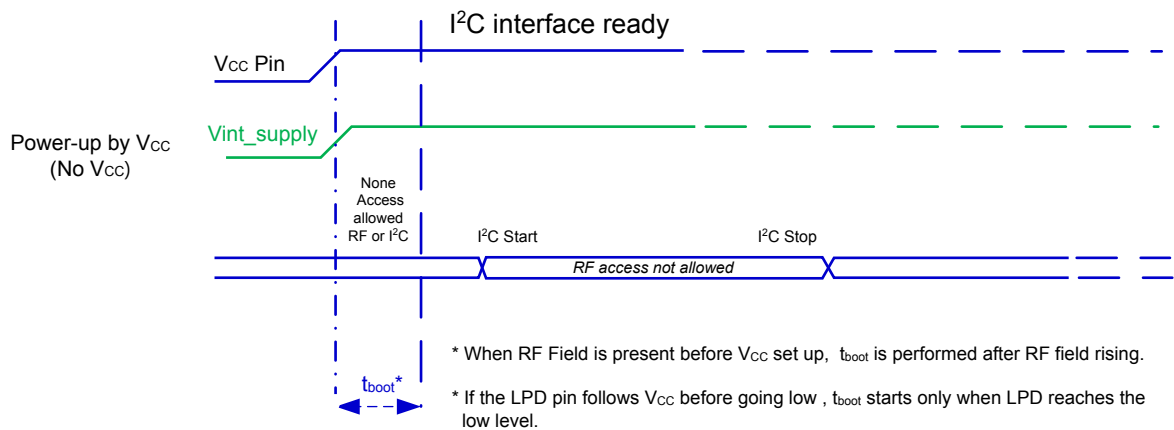 I²C interface ready
Vcc Pin
Vint_supply
Power-up by Vcc
(No Vcc)
None
Access
allowed
RF or I²C
I²C Start
I²C Stop
RF access not allowed
* When RF Field is present before Vcc set up, tboot is performed after RF field rising.
tboot*
* If the LPD pin follows Vcc before going low , tboot starts only when LPD reaches the
low level.